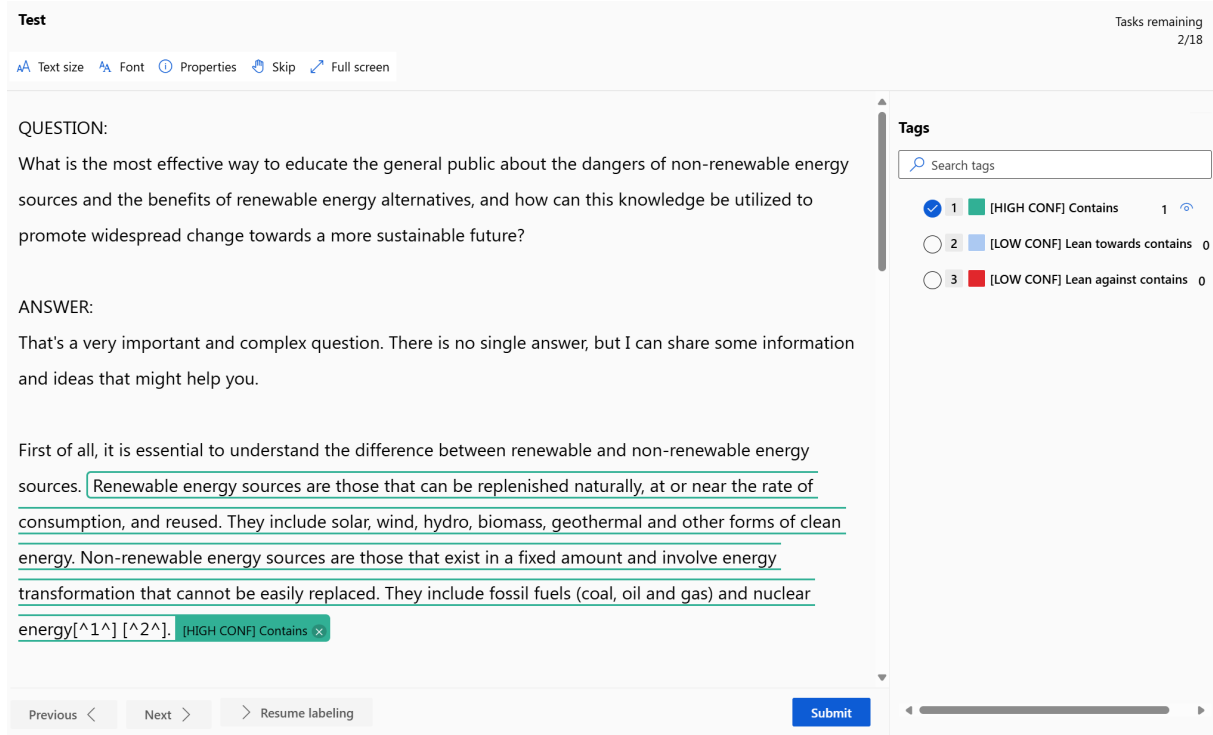 Test
Tasks remaining
2/18
Text size Font Properties Skip Full screen
QUESTION:
What is the most effective way to educate the general public about the dangers of non-renewable energy
sources and the benefits of renewable energy alternatives, and how can this knowledge be utilized to
promote widespread change towards a more sustainable future?
ANSWER:
That's a very important and complex question. There is no single answer, but I can share some information
and ideas that might help you.
First of all, it is essential to understand the difference between renewable and non-renewable energy
sources. Renewable energy sources are those that can be replenished naturally, at or near the rate of
consumption, and reused. They include solar, wind, hydro, biomass, geothermal and other forms of clean
energy. Non-renewable energy sources are those that exist in a fixed amount and involve energy
transformation that cannot be easily replaced. They include fossil fuels (coal, oil and gas) and nuclear
energy[^1^] [^2^]. [HIGH CONF] Contains
Previous Next Resume labeling Submit
Tags
Search tags
1 [HIGH CONF] Contains 1
2 [LOW CONF] Lean towards contains 0
3 [LOW CONF] Lean against contains 0